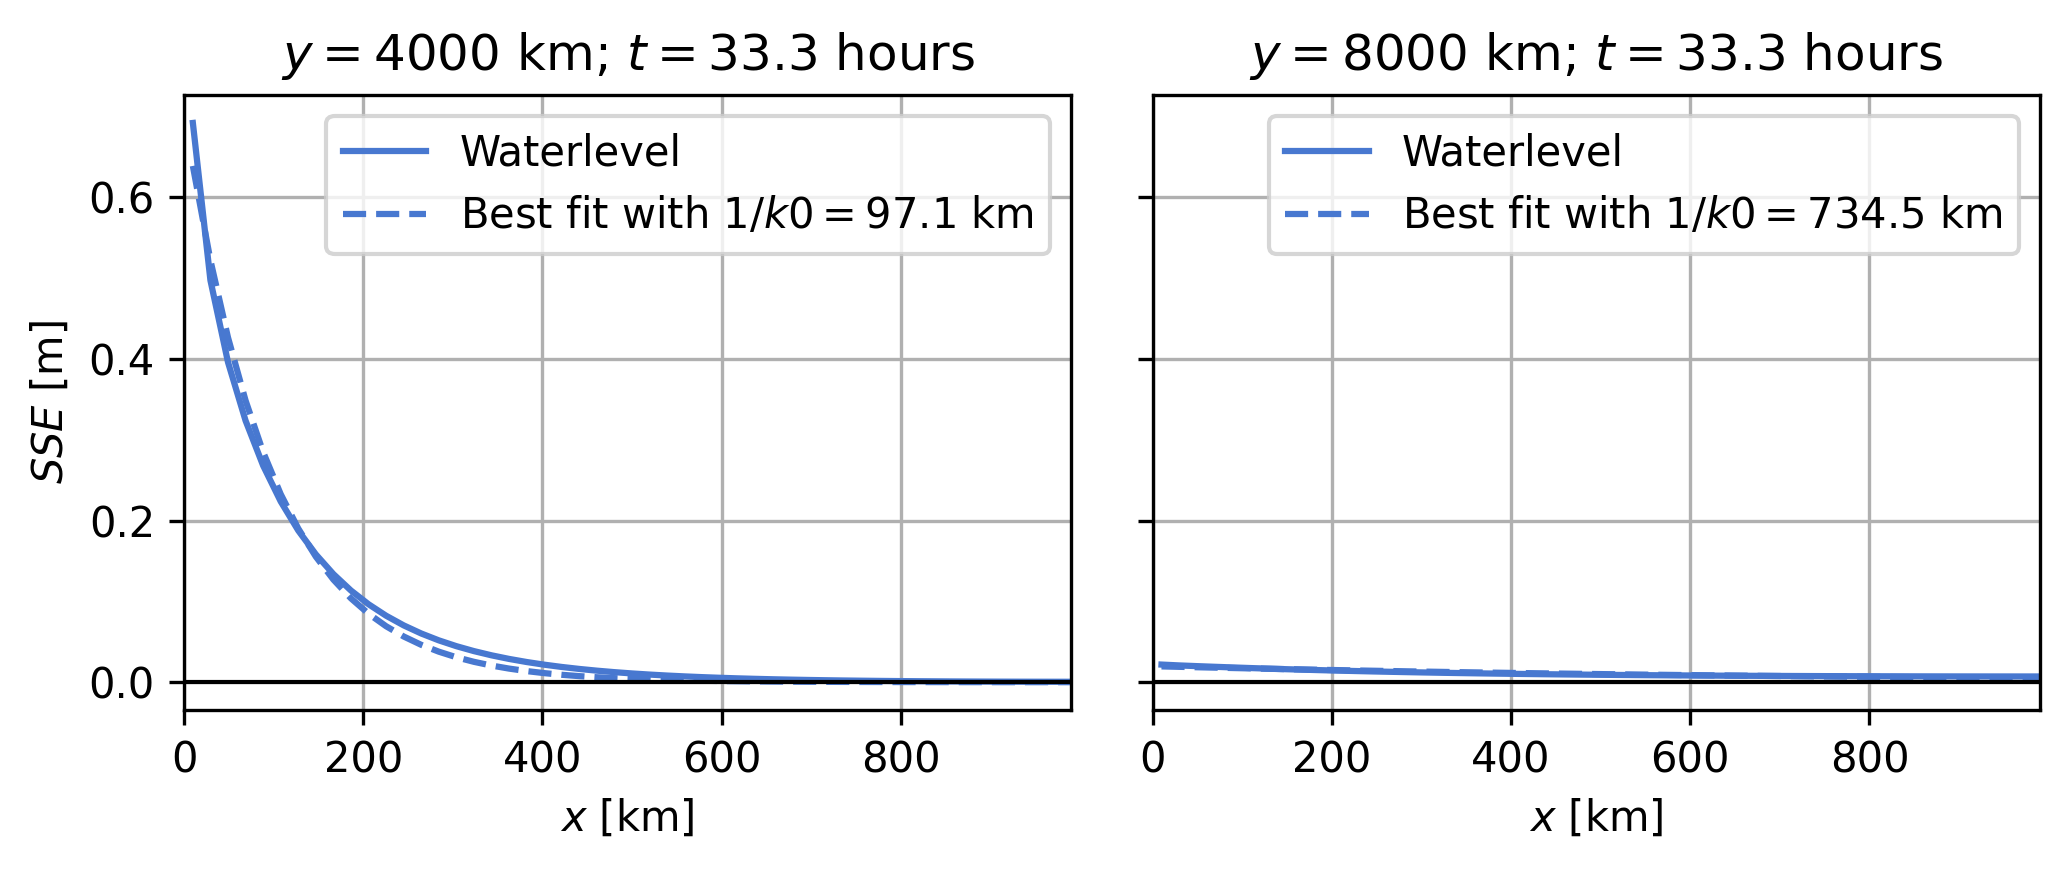 y = 4000 km; t = 33.3 hours
Waterlevel
Best fit with 1/k0 = 97.1 km
0.6
0.4
0.2
0.0
SSE [m]
0 200 400 600 800
x [km]
y = 8000 km; t = 33.3 hours
Waterlevel
Best fit with 1/k0 = 734.5 km
0 200 400 600 800
x [km]